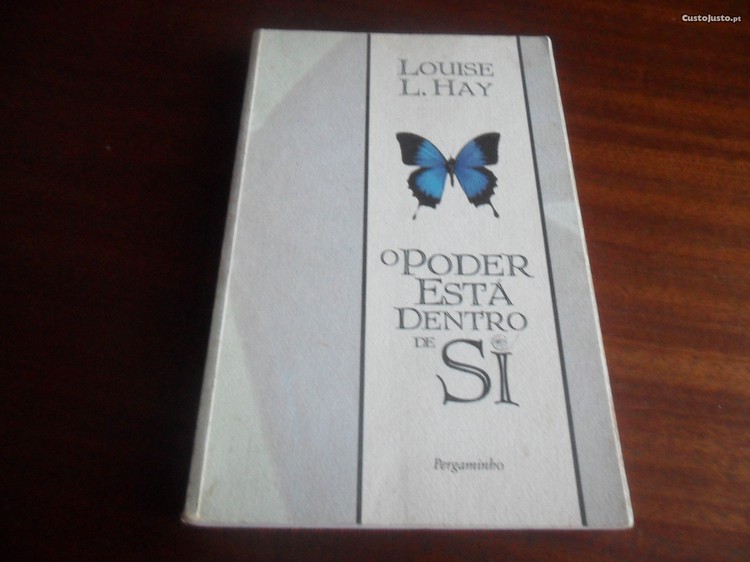 CustoJusto.pt
LOUISE
L. HAY
O PODER
ESTÁ
DENTRO
DE SI
Pergaminho